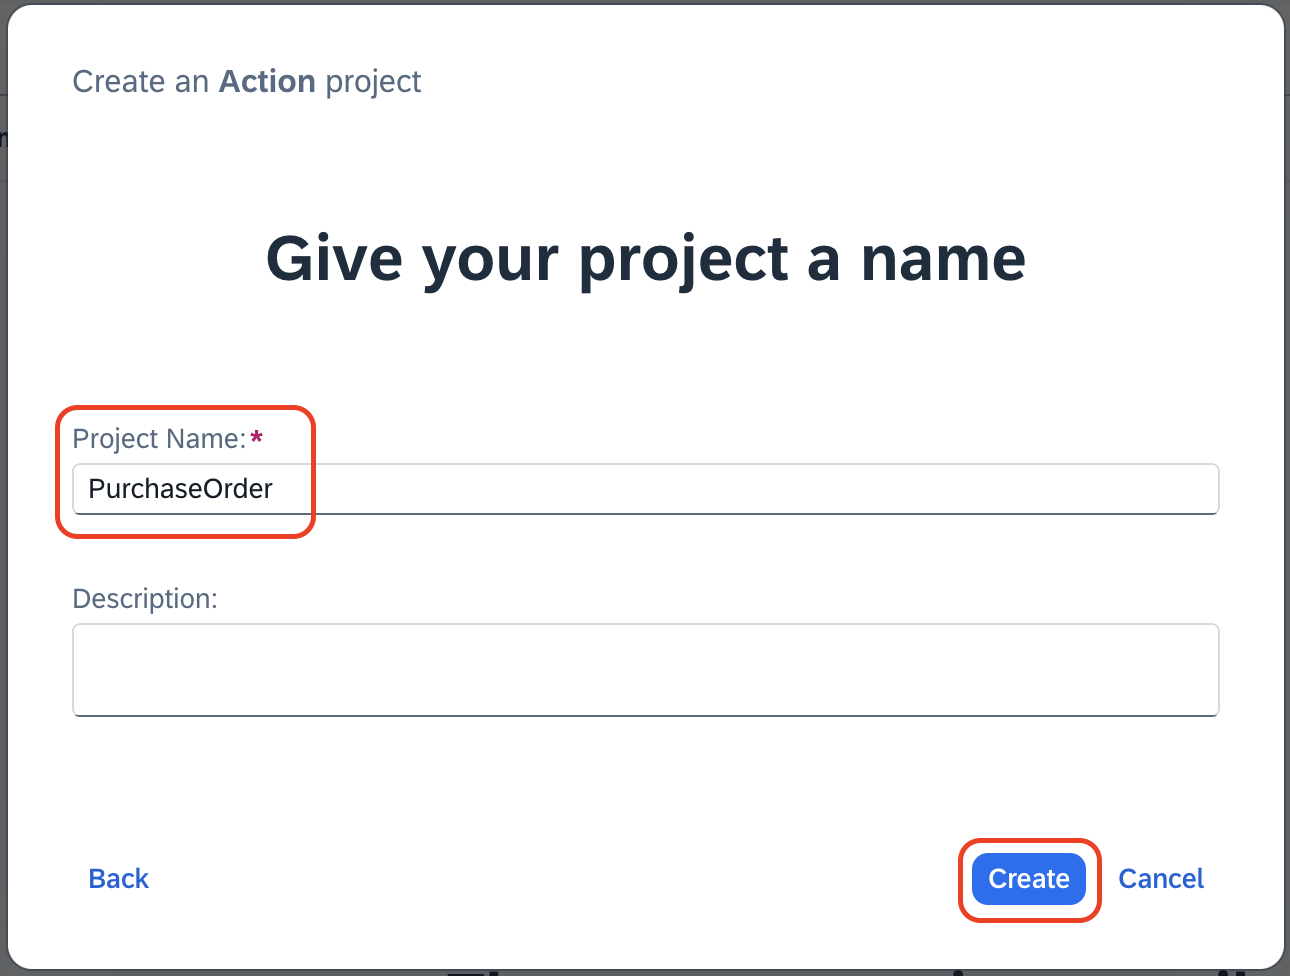 Create an Action project
Give your project a name
Project Name:*
PurchaseOrder
Description:
Back
Create
Cancel